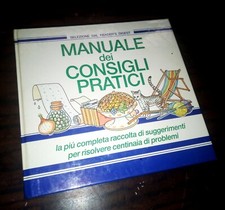 SELEZIONE DAL READER'S DIGEST
MANUALE
dei
CONSIGLI
PRATICI
la più completa raccolta di suggerimenti
per risolvere centinaia di problemi